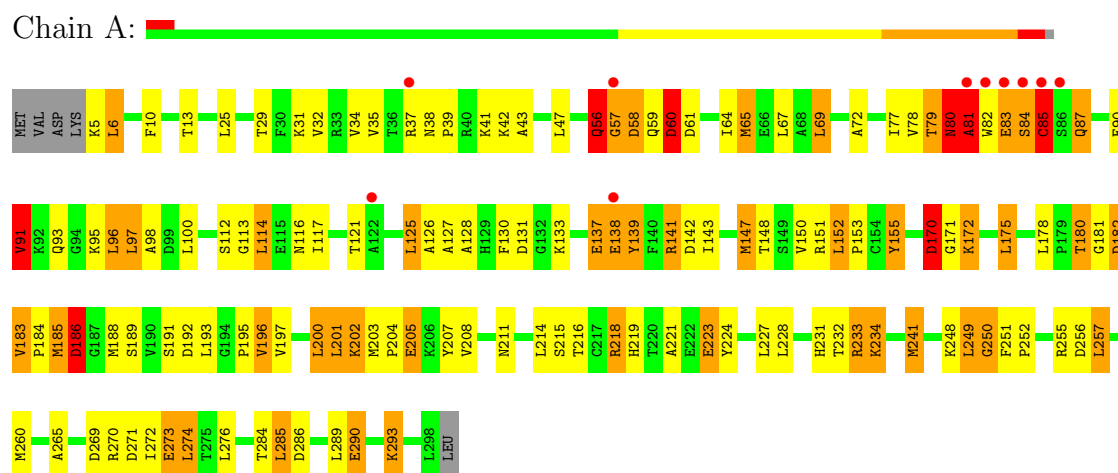 Chain A:
MET VAL ASP LYS K5 L6 F10 T13 L25 T29 F30 K31 V32 R33 V34 V35 T36 R37 N38 P39 R40 K41 K42 A43 L47 Q56 G57 D58 Q59 D60 D61 I64 M65 E66 L67 A68 L69 A72 I77 V78 T79 N80 A81 W82 E83 S84 C85 S86 Q87
V91 K92 Q93 G94 K95 L96 L97 A98 D99 L100 S112 G113 L114 E115 N116 I117 T121 A122 L125 A126 A127 A128 H129 F130 D131 G132 K133 E137 E138 Y139 F140 R141 D142 I143 M147 T148 S149 V150 R151 L152 P153 C154 Y155 D170 G171 K172 L175 L178 P179 T180 G181
V183 P184 M185 D186 G187 M188 S189 V190 S191 D192 L193 G194 P195 V196 V197 L200 L201 K202 M203 P204 E205 K206 Y207 V208 N211 L214 S215 T216 C217 R218 H219 T220 A221 E222 E223 Y224 L227 L228 H231 T232 R233 K234 M241 K248 L249 G250 F251 P252 R255 D256 L257
M260 A265 D269 R270 D271 I272 E273 L274 T275 L276 T284 L285 D286 L289 E290 K293 L298 LEU